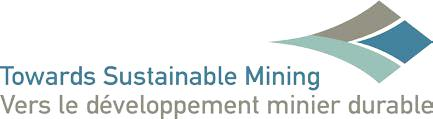 Towards Sustainable Mining
Vers le développement minier durable